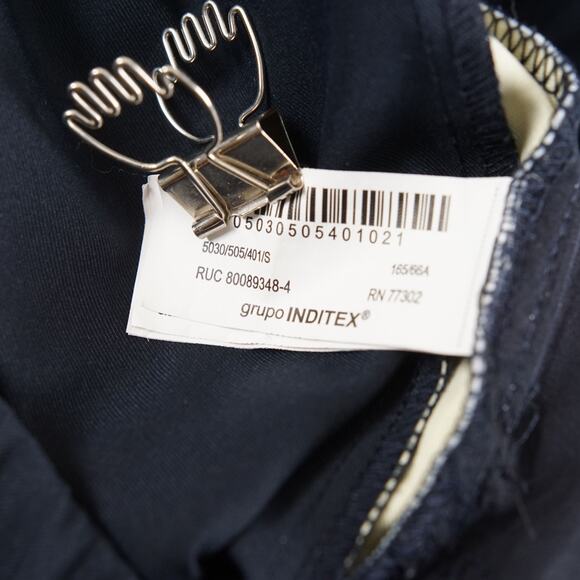 05030505401021
5030/505/401/S
165/66A
RUC 80089348-4
RN 77302
grupo INDITEX®